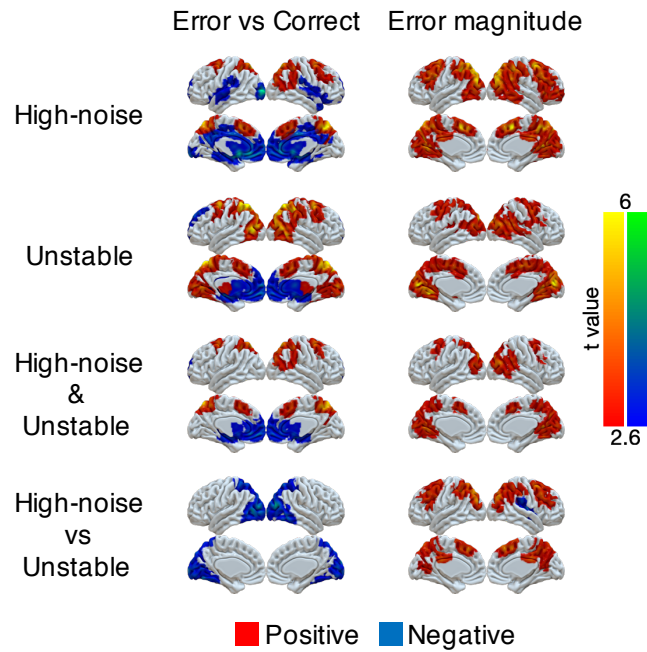 Error vs Correct
Error magnitude
High-noise
Unstable
High-noise
&
Unstable
High-noise
vs
Unstable
6
t value
2.6
Positive
Negative